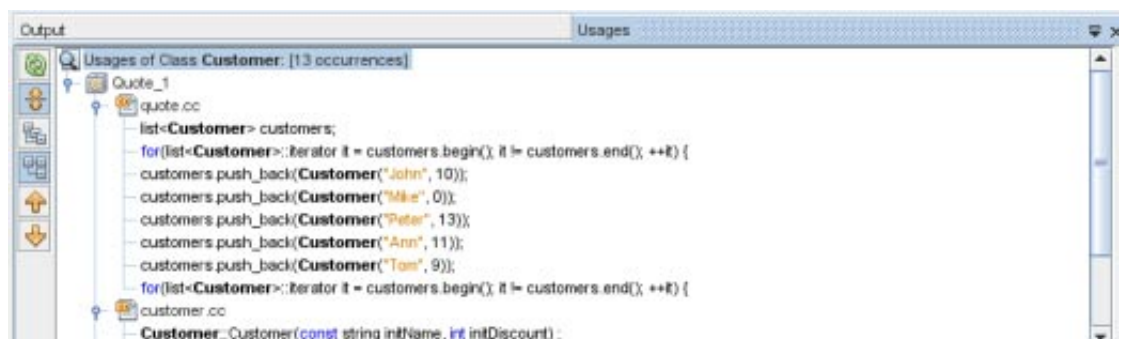 Output Usages
Usages of Class Customer: [13 occurrences]
Quote_1
quote.cc
list<Customer> customers;
for(list<Customer>::iterator it = customers.begin(); it != customers.end(); ++it) {
customers.push_back(Customer("John", 10));
customers.push_back(Customer("Mike", 0));
customers.push_back(Customer("Peter", 13));
customers.push_back(Customer("Ann", 11));
customers.push_back(Customer("Tom", 9));
for(list<Customer>::iterator it = customers.begin(); it != customers.end(); ++it) {
customer.cc
Customer::Customer(const string initName, int initDiscount) :